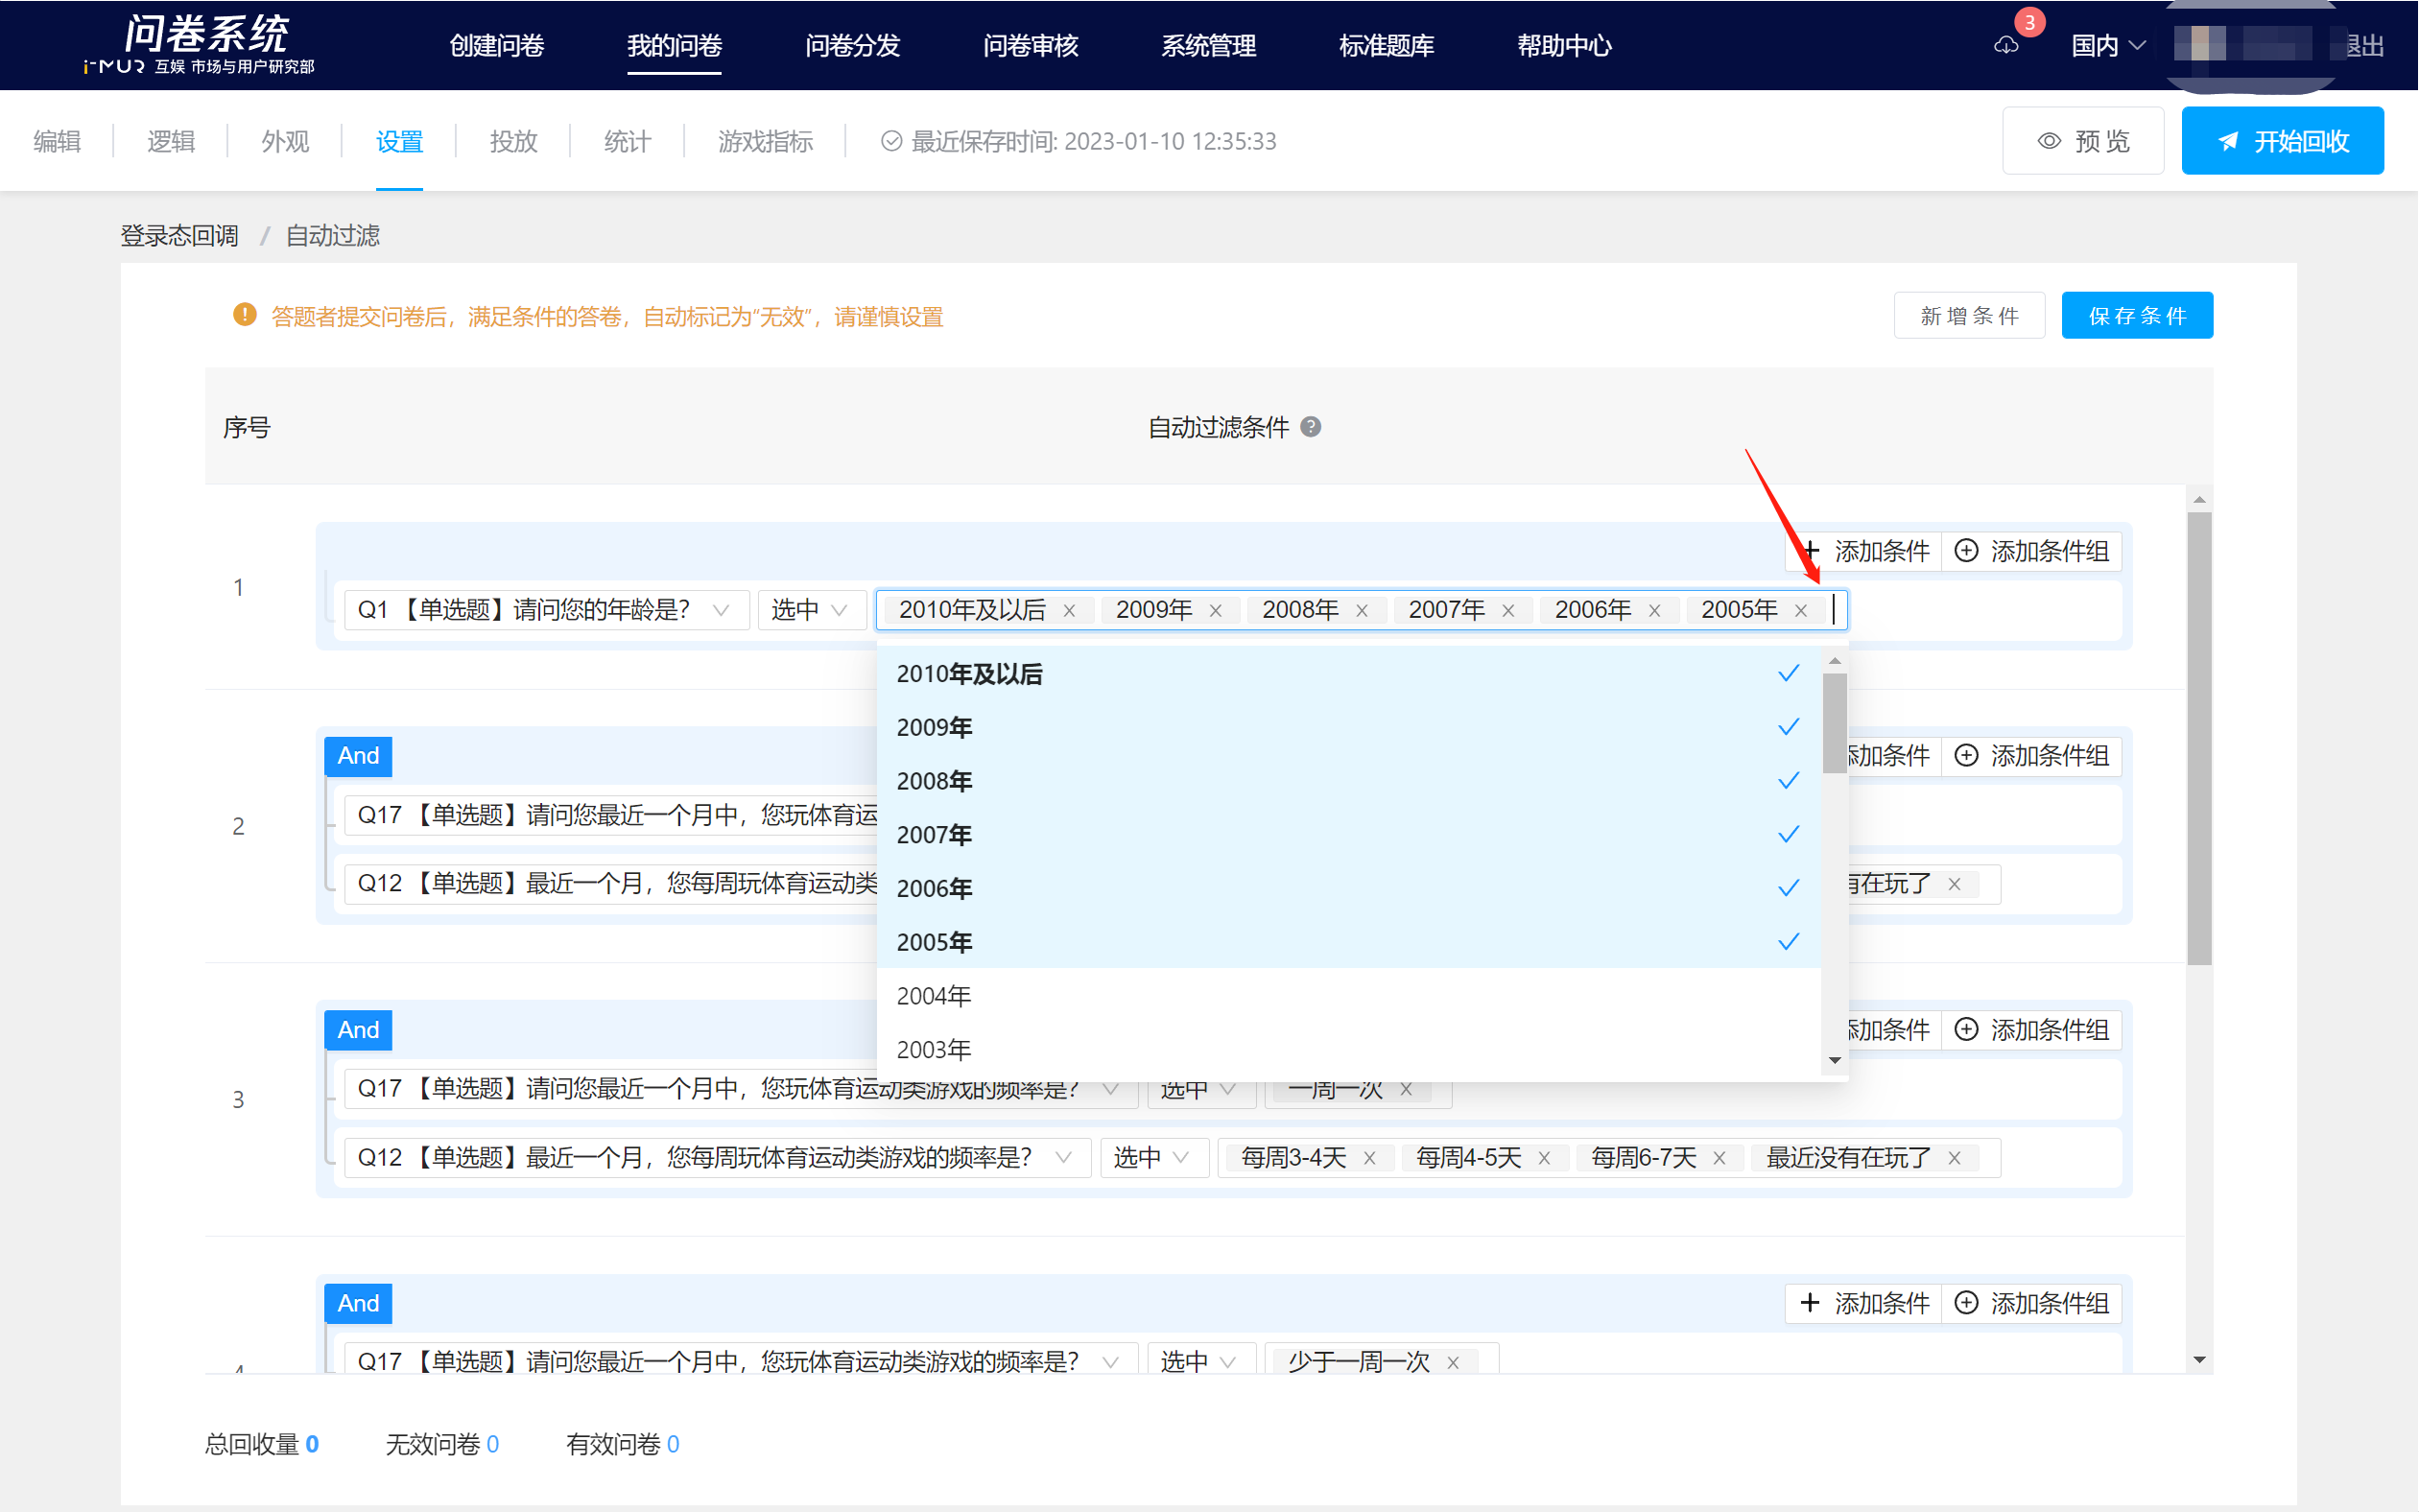 问卷系统
i-MUR 互娱 市场与用户研究部
创建问卷
我的问卷
问卷分发
问卷审核
系统管理
标准题库
帮助中心
3
国内
编辑
逻辑
外观
设置
投放
统计
游戏指标
最近保存时间: 2023-01-10 12:35:33
预 览
开始回收
登录态回调 / 自动过滤
答题者提交问卷后，满足条件的答卷，自动标记为“无效”，请谨慎设置
新 增 条 件
保 存 条 件
序号
自动过滤条件 ?
1
+ 添加条件
添加条件组
Q1 【单选题】请问您的年龄是？
选中
2010年及以后 ×
2009年 ×
2008年 ×
2007年 ×
2006年 ×
2005年 ×
2010年及以后
2009年
2008年
2007年
2006年
2005年
2004年
2003年
2
And
加条件
添加条件组
Q17 【单选题】请问您最近一个月中，您玩体育运
Q12 【单选题】最近一个月，您每周玩体育运动类
在玩了 ×
3
And
加条件
添加条件组
Q17 【单选题】请问您最近一个月中，您玩体育运动类游戏的频率是？
选中
一周一次 ×
Q12 【单选题】最近一个月，您每周玩体育运动类游戏的频率是？
选中
每周3-4天 ×
每周4-5天 ×
每周6-7天 ×
最近没有在玩了 ×
4
And
+ 添加条件
添加条件组
Q17 【单选题】请问您最近一个月中，您玩体育运动类游戏的频率是？
选中
少于一周一次 ×
总回收量 0
无效问卷 0
有效问卷 0